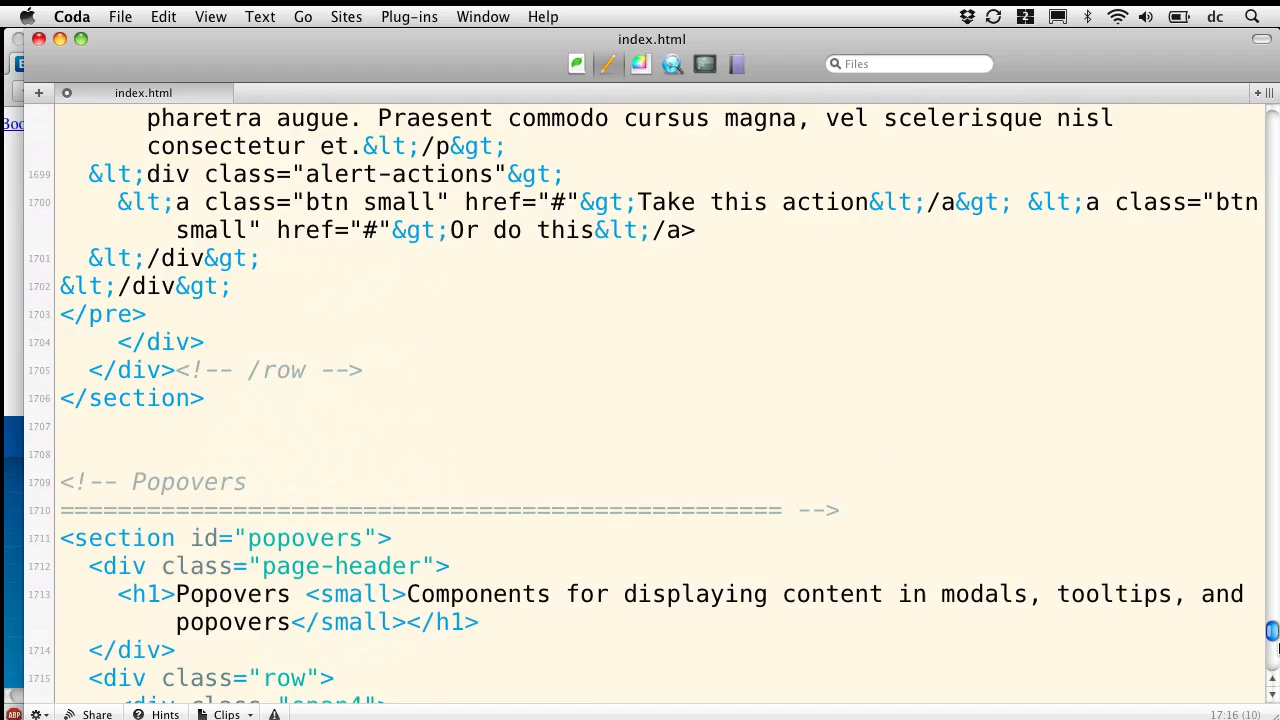 Coda File Edit View Text Go Sites Plug-ins Window Help dc
index.html
Files
index.html
pharetra augue. Praesent commodo cursus magna, vel scelerisque nisl
consectetur et.&lt;/p&gt;
1699 &lt;div class="alert-actions"&gt;
1700 &lt;a class="btn small" href="#"&gt;Take this action&lt;/a&gt; &lt;a class="btn
small" href="#"&gt;Or do this&lt;/a>
1701 &lt;/div&gt;
1702 &lt;/div&gt;
1703 </pre>
1704 </div>
1705 </div><!-- /row -->
1706 </section>
1707
1708
1709 <!-- Popovers
1710 ================================================== -->
1711 <section id="popovers">
1712 <div class="page-header">
1713 <h1>Popovers <small>Components for displaying content in modals, tooltips, and
popovers</small></h1>
1714 </div>
1715 <div class="row">
<div class="span4">
ABP Share Hints Clips 17:16 (10)